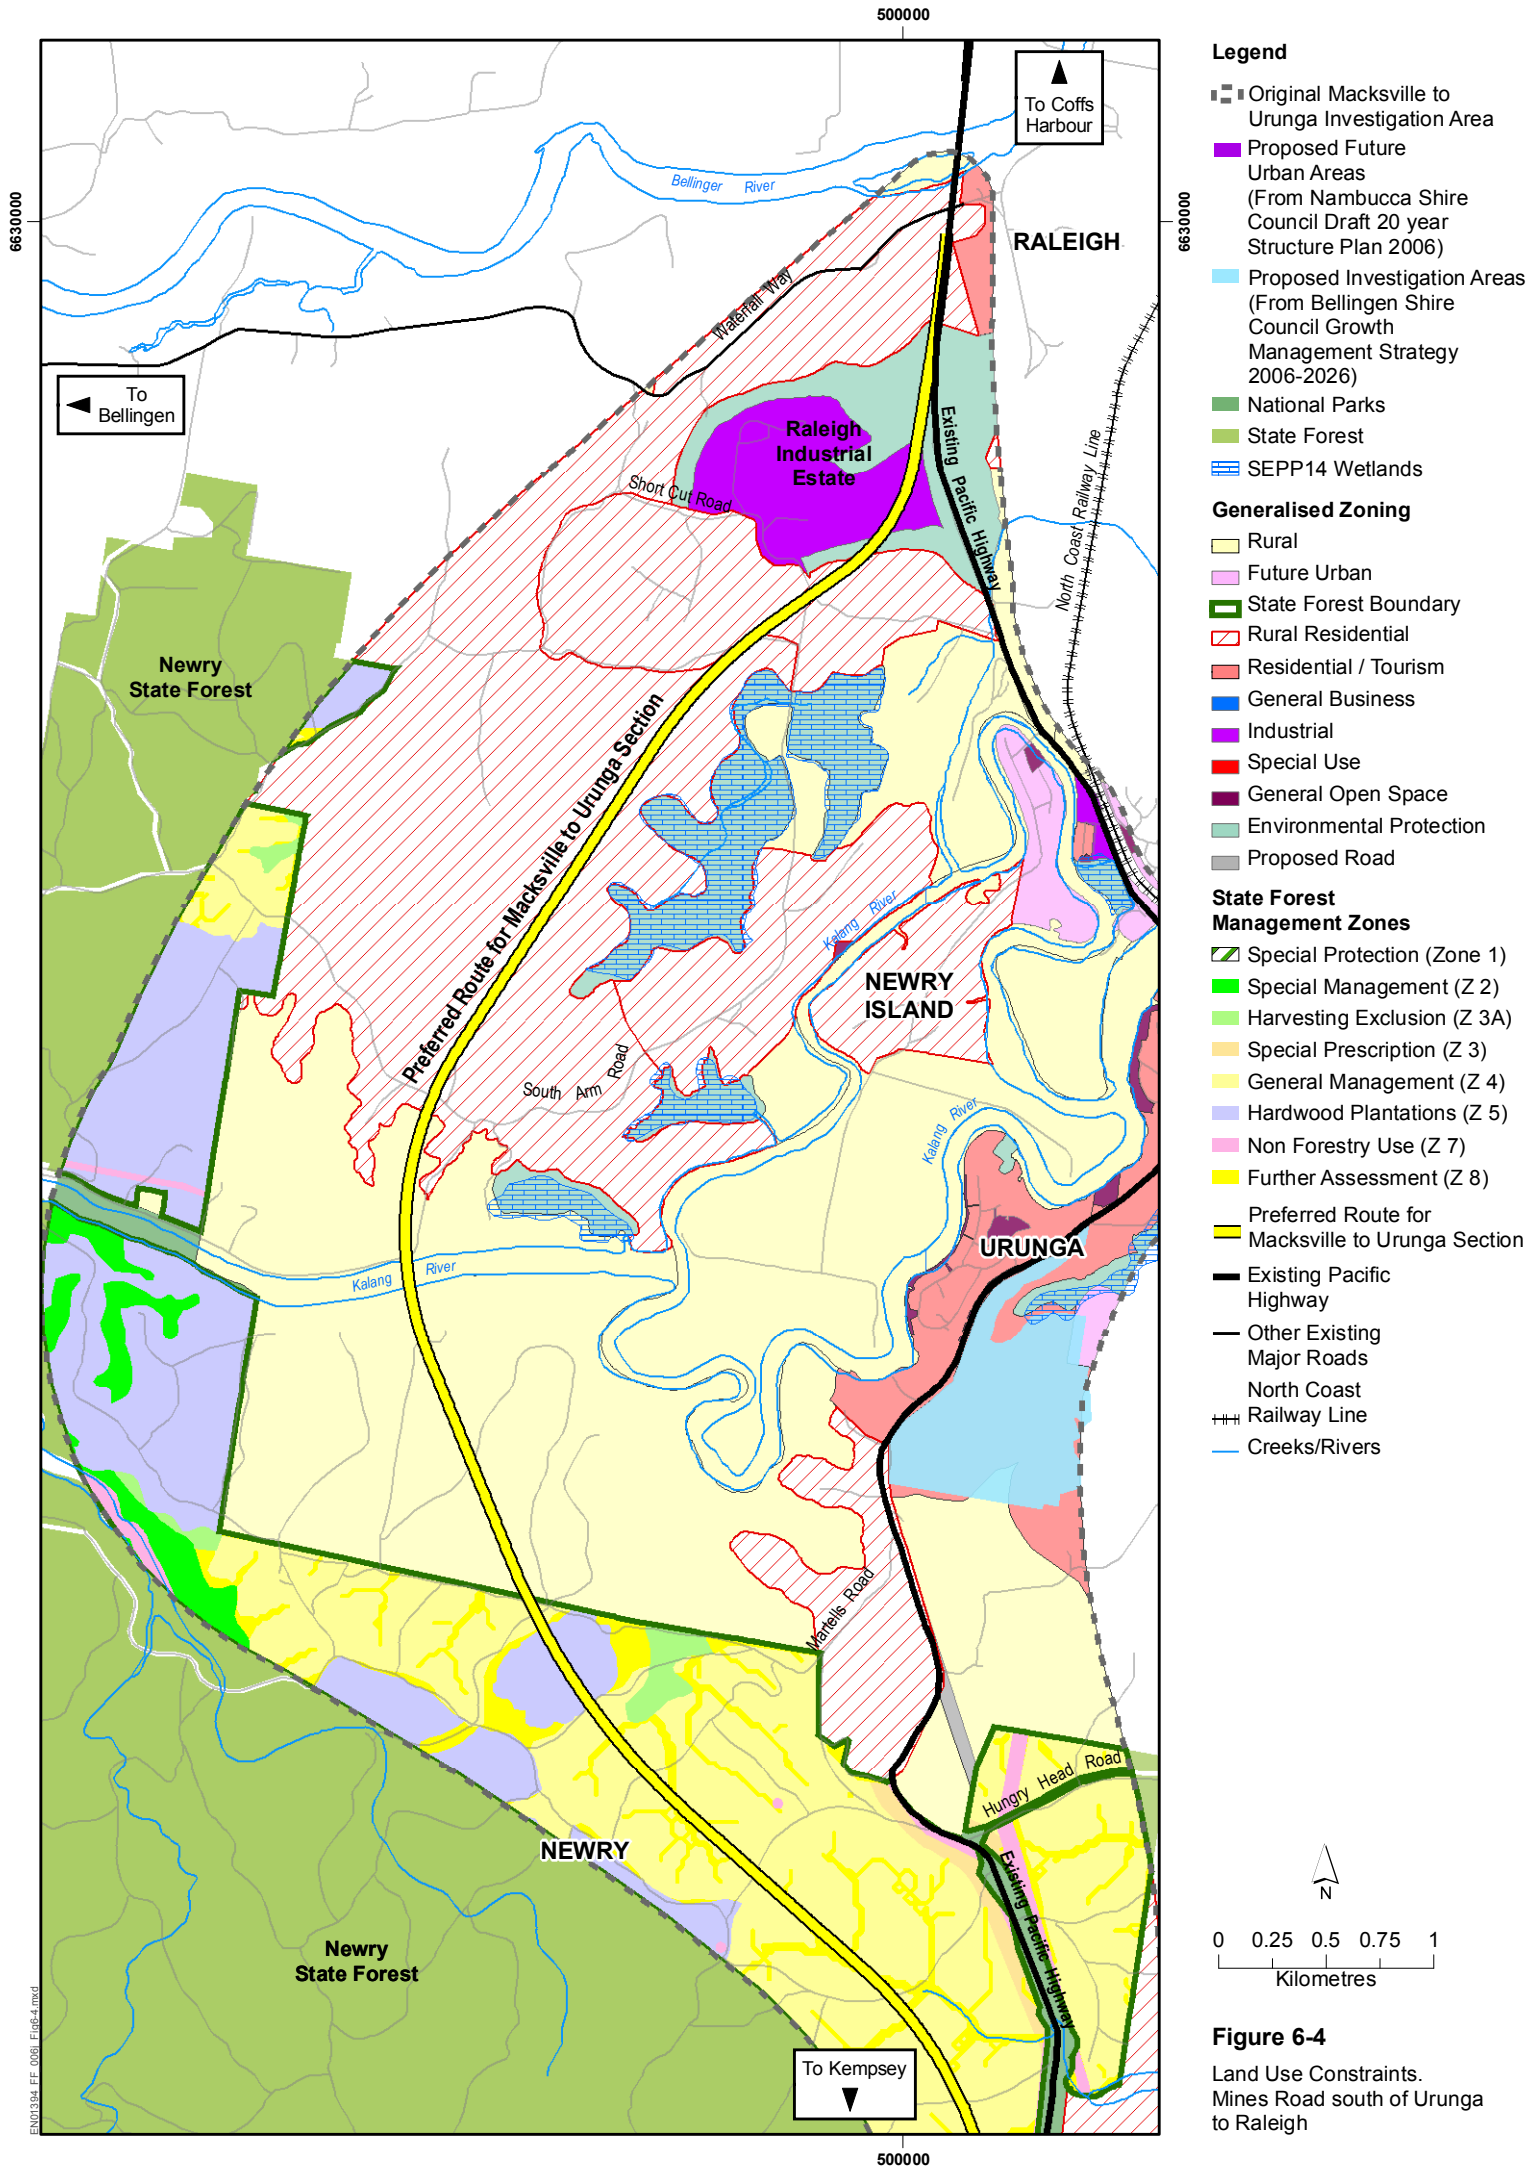 500000
6630000
6630000
To Coffs
Harbour
Bellinger River
RALEIGH
Waterfall Way
To
Bellingen
Raleigh
Industrial
Estate
Short Cut Road
Existing Pacific Highway
North Coast Railway Line
Newry
State Forest
Preferred Route for Macksville to Urunga Section
Kalang River
NEWRY
ISLAND
South Arm Road
Kalang River
URUNGA
Kalang River
Martells Road
Hungry Head Road
NEWRY
Existing Pacific Highway
Newry
State Forest
To Kempsey
500000
EN01394_FF_006j_Fig6-4.mxd
Legend
Original Macksville to
Urunga Investigation Area
Proposed Future
Urban Areas
(From Nambucca Shire
Council Draft 20 year
Structure Plan 2006)
Proposed Investigation Areas
(From Bellingen Shire
Council Growth
Management Strategy
2006-2026)
National Parks
State Forest
SEPP14 Wetlands
Generalised Zoning
Rural
Future Urban
State Forest Boundary
Rural Residential
Residential / Tourism
General Business
Industrial
Special Use
General Open Space
Environmental Protection
Proposed Road
State Forest
Management Zones
Special Protection (Zone 1)
Special Management (Z 2)
Harvesting Exclusion (Z 3A)
Special Prescription (Z 3)
General Management (Z 4)
Hardwood Plantations (Z 5)
Non Forestry Use (Z 7)
Further Assessment (Z 8)
Preferred Route for
Macksville to Urunga Section
Existing Pacific
Highway
Other Existing
Major Roads
North Coast
Railway Line
Creeks/Rivers
N
0 0.25 0.5 0.75 1
Kilometres
Figure 6-4
Land Use Constraints.
Mines Road south of Urunga
to Raleigh